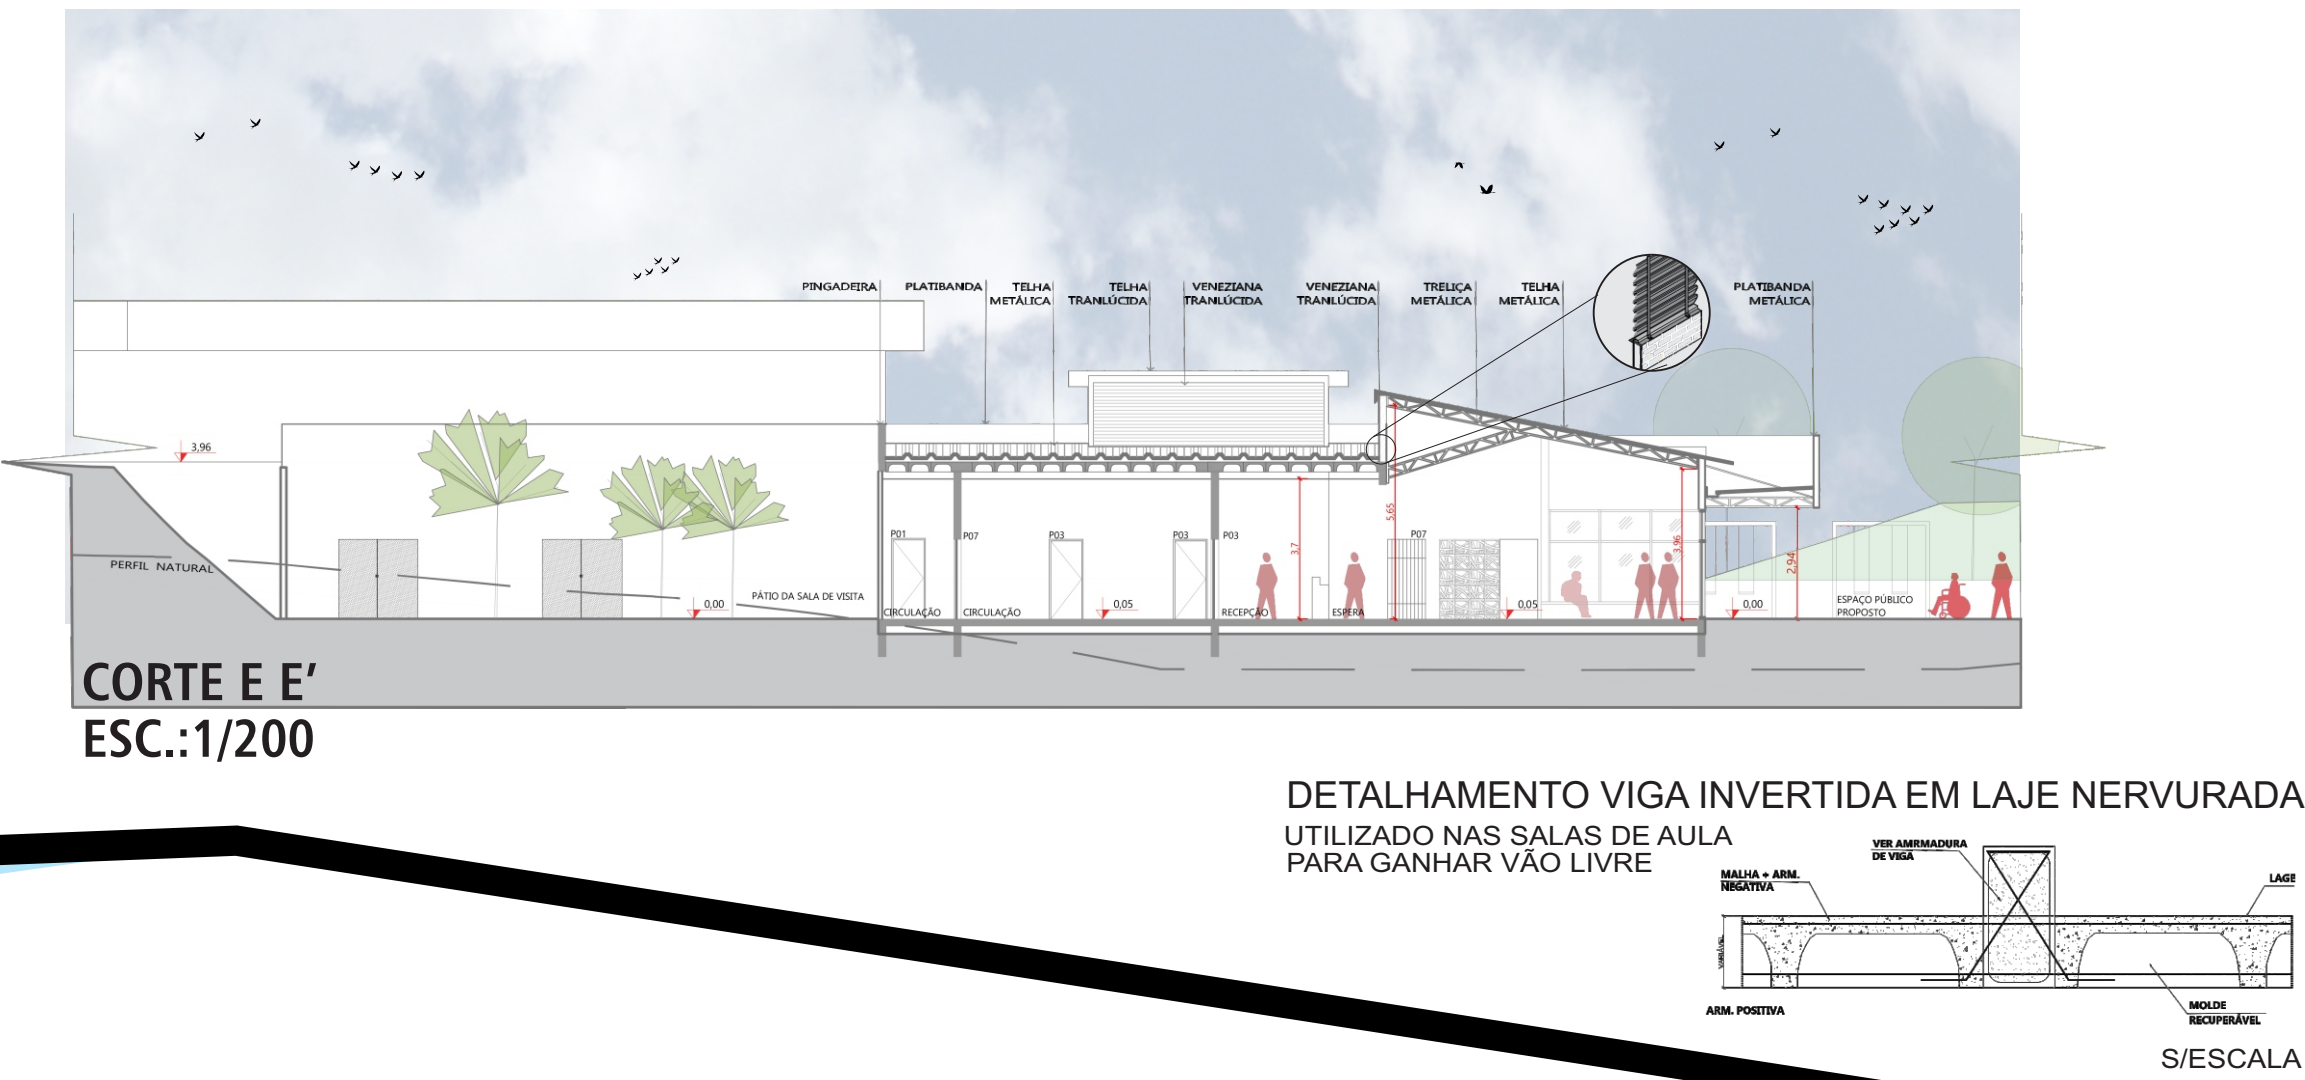 PINGADEIRA
PLATIBANDA
TELHA
METÁLICA
TELHA
TRANLÚCIDA
VENEZIANA
TRANLÚCIDA
VENEZIANA
TRANLÚCIDA
TRELIÇA
METÁLICA
TELHA
METÁLICA
PLATIBANDA
METÁLICA
3,96
5,65
P01
P07
P03
P03
P03
P07
3,7
3,96
2,94
PERFIL NATURAL
PÁTIO DA SALA DE VISITA
0,00
0,05
0,05
0,00
ESPAÇO PÚBLICO
PROPOSTO
CIRCULAÇÃO
CIRCULAÇÃO
RECEPÇÃO
ESPERA
CORTE E E’
ESC.:1/200
DETALHAMENTO VIGA INVERTIDA EM LAJE NERVURADA
UTILIZADO NAS SALAS DE AULA
PARA GANHAR VÃO LIVRE
VER AMRMADURA
DE VIGA
MALHA + ARM.
NEGATIVA
LAGE
VARIÁVEL
ARM. POSITIVA
MOLDE
RECUPERÁVEL
S/ESCALA